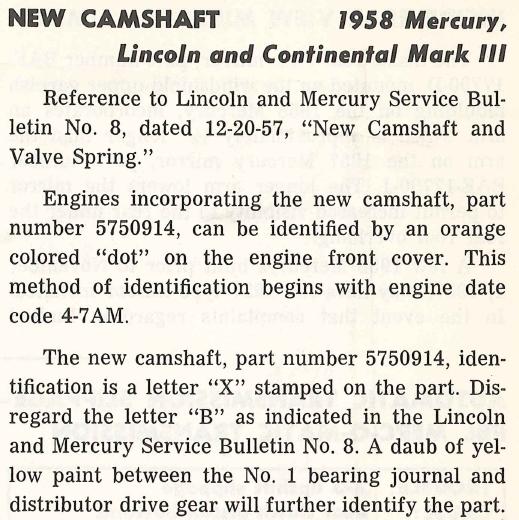 NEW CAMSHAFT 1958 Mercury,
Lincoln and Continental Mark III
Reference to Lincoln and Mercury Service Bul-
letin No. 8, dated 12-20-57, “New Camshaft and
Valve Spring.”
Engines incorporating the new camshaft, part
number 5750914, can be identified by an orange
colored “dot” on the engine front cover. This
method of identification begins with engine date
code 4-7AM.
The new camshaft, part number 5750914, iden-
tification is a letter “X” stamped on the part. Dis-
regard the letter “B” as indicated in the Lincoln
and Mercury Service Bulletin No. 8. A daub of yel-
low paint between the No. 1 bearing journal and
distributor drive gear will further identify the part.